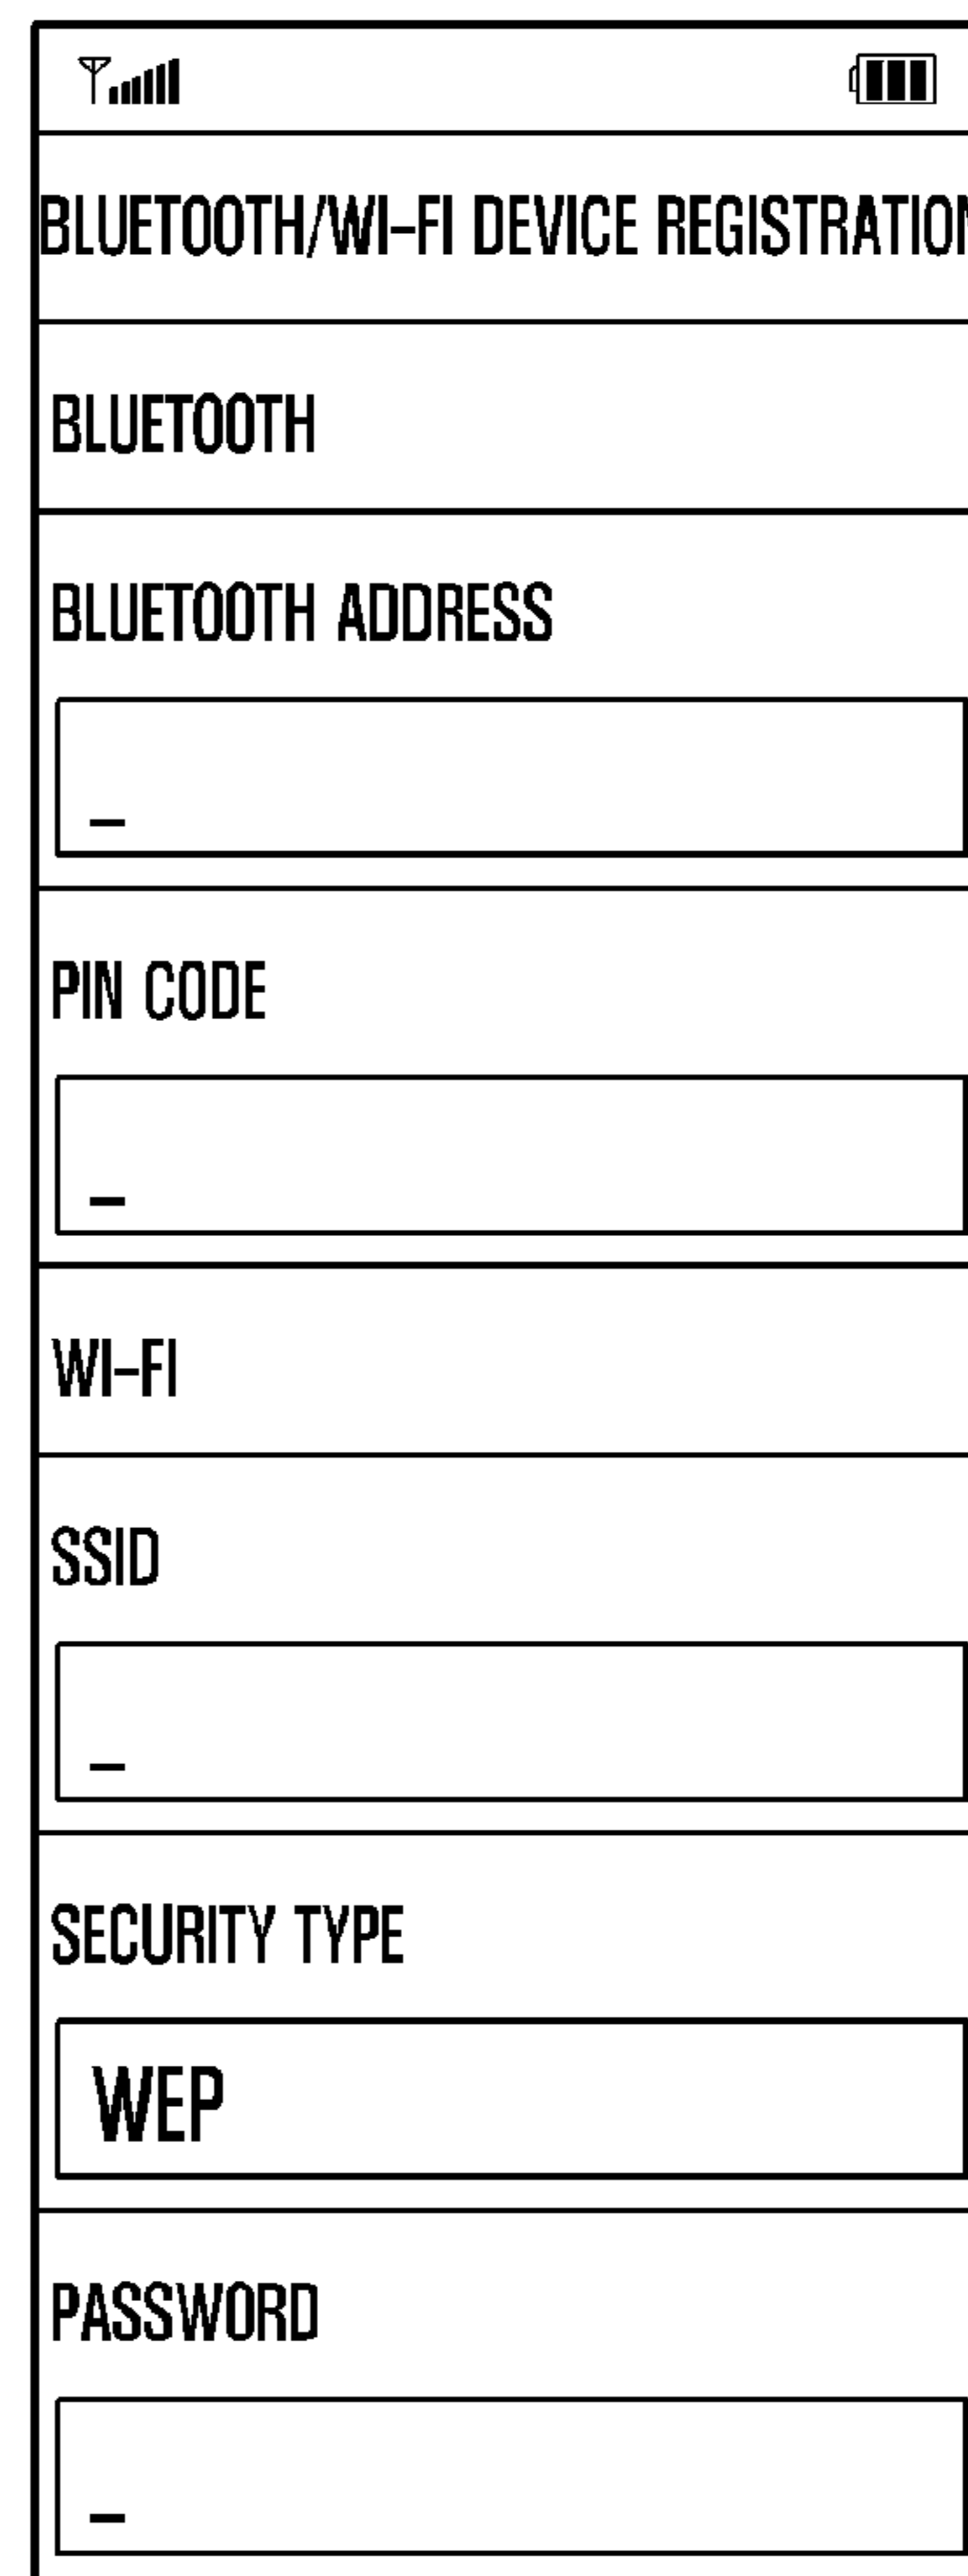 BLUETOOTH/WI-FI DEVICE REGISTRATION
BLUETOOTH
BLUETOOTH ADDRESS
_
PIN CODE
_
WI-FI
SSID
_
SECURITY TYPE
WEP
PASSWORD
_